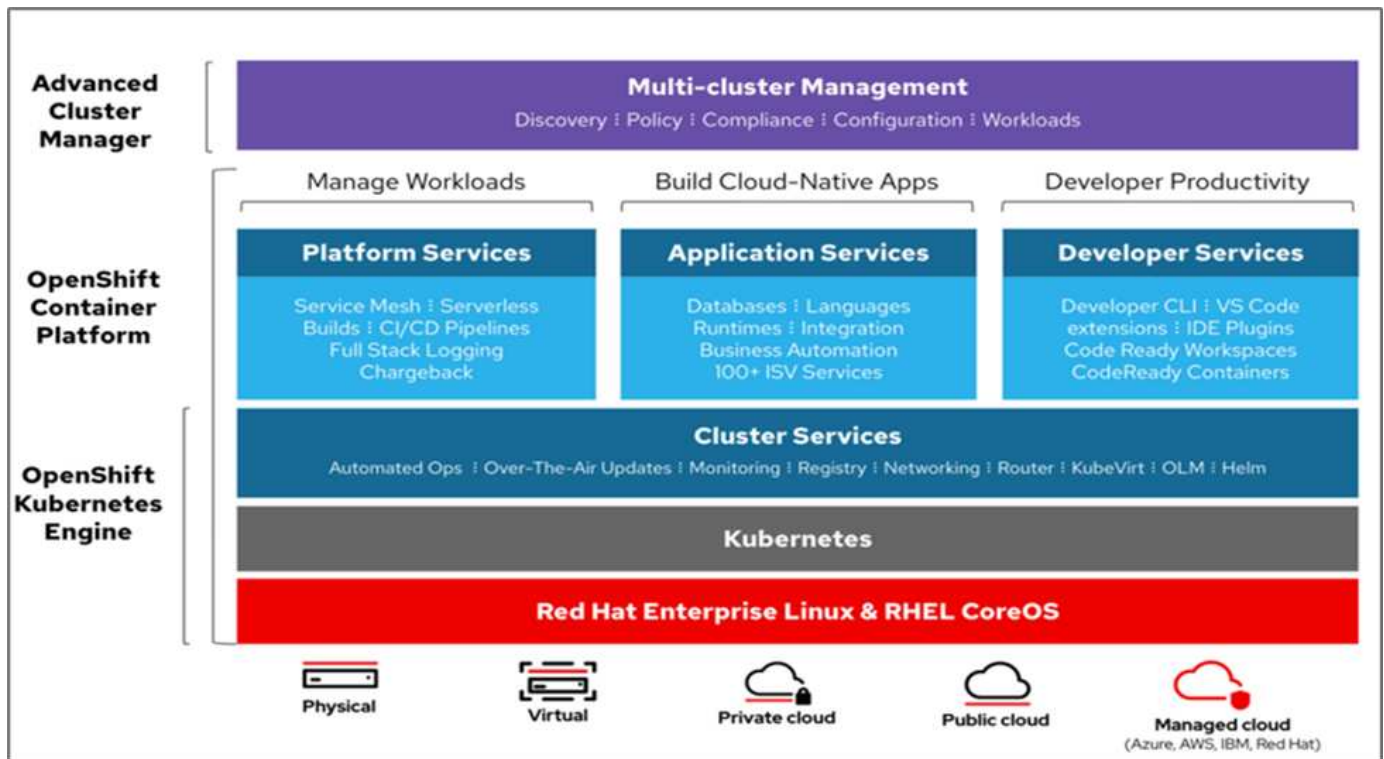 Advanced
Cluster
Manager
Multi-cluster Management
Discovery ⁝ Policy ⁝ Compliance ⁝ Configuration ⁝ Workloads
Manage Workloads
Build Cloud-Native Apps
Developer Productivity
OpenShift
Container
Platform
Platform Services
Service Mesh ⁝ Serverless
Builds ⁝ CI/CD Pipelines
Full Stack Logging
Chargeback
Application Services
Databases ⁝ Languages
Runtimes ⁝ Integration
Business Automation
100+ ISV Services
Developer Services
Developer CLI ⁝ VS Code
extensions ⁝ IDE Plugins
Code Ready Workspaces
CodeReady Containers
OpenShift
Kubernetes
Engine
Cluster Services
Automated Ops ⁝ Over-The-Air Updates ⁝ Monitoring ⁝ Registry ⁝ Networking ⁝ Router ⁝ KubeVirt ⁝ OLM ⁝ Helm
Kubernetes
Red Hat Enterprise Linux & RHEL CoreOS
Physical
Virtual
Private cloud
Public cloud
Managed cloud
(Azure, AWS, IBM, Red Hat)